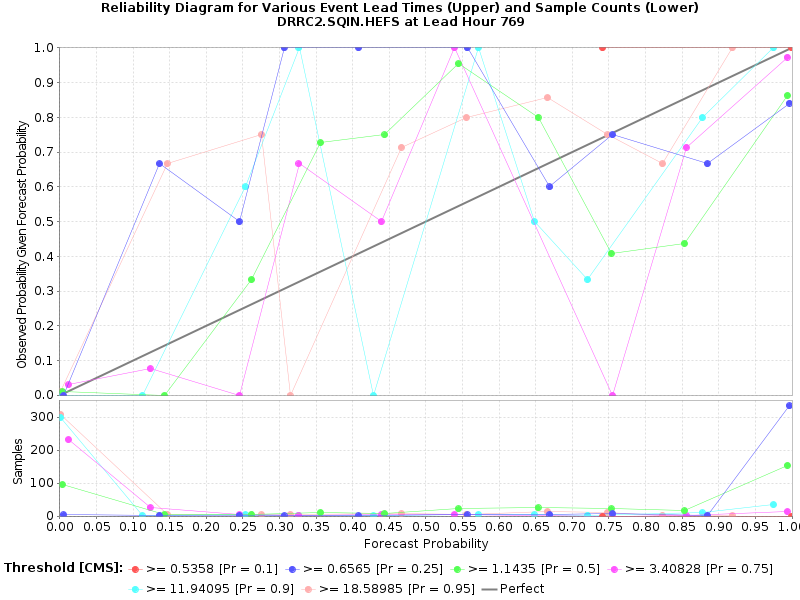 Reliability Diagram for Various Event Lead Times (Upper) and Sample Counts (Lower)
DRRC2.SQIN.HEFS at Lead Hour 769
Observed Probability Given Forecast Probability
1.0
0.9
0.8
0.7
0.6
0.5
0.4
0.3
0.2
0.1
0.0
Samples
300
200
100
0
0.00 0.05 0.10 0.15 0.20 0.25 0.30 0.35 0.40 0.45 0.50 0.55 0.60 0.65 0.70 0.75 0.80 0.85 0.90 0.95 1.0
Forecast Probability
Threshold [CMS]: >= 0.5358 [Pr = 0.1] >= 0.6565 [Pr = 0.25] >= 1.1435 [Pr = 0.5] >= 3.40828 [Pr = 0.75]
>= 11.94095 [Pr = 0.9] >= 18.58985 [Pr = 0.95] Perfect